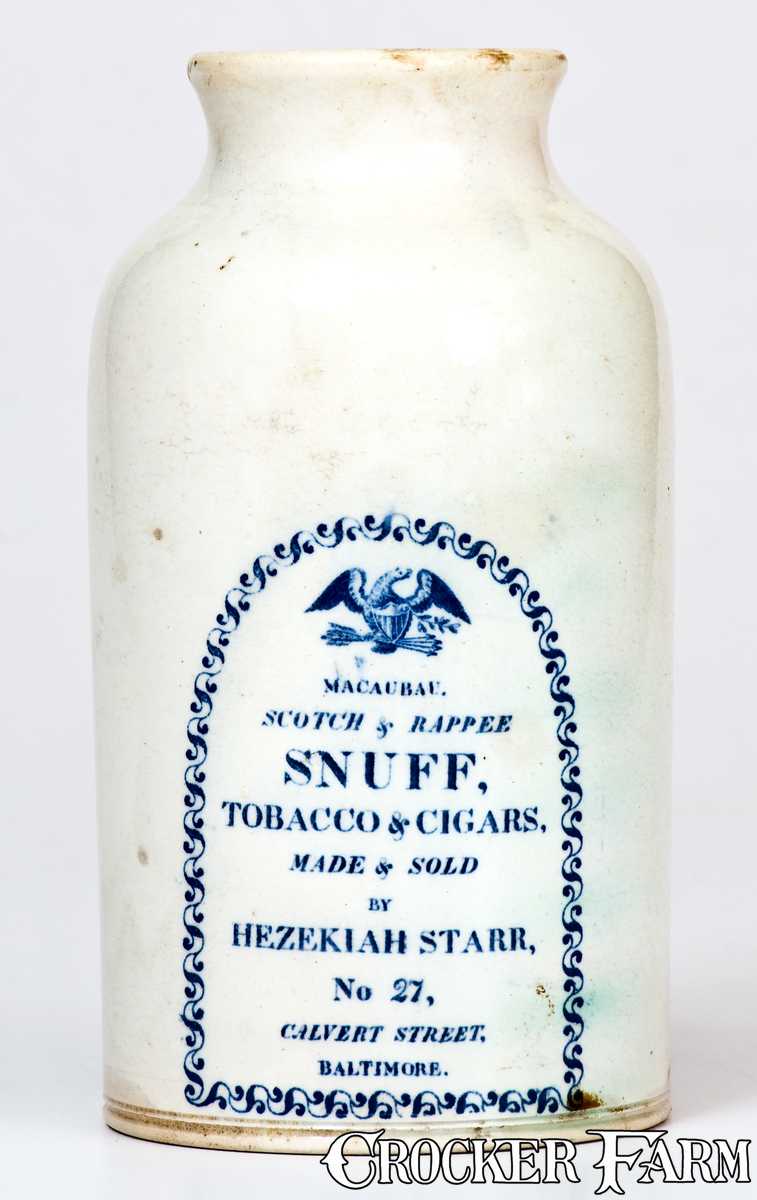 MACAUBAU.
SCOTCH & RAPPEE
SNUFF,
TOBACCO & CIGARS,
MADE & SOLD
BY
HEZEKIAH STARR,
No 27,
CALVERT STREET,
BALTIMORE.
CROCKER FARM